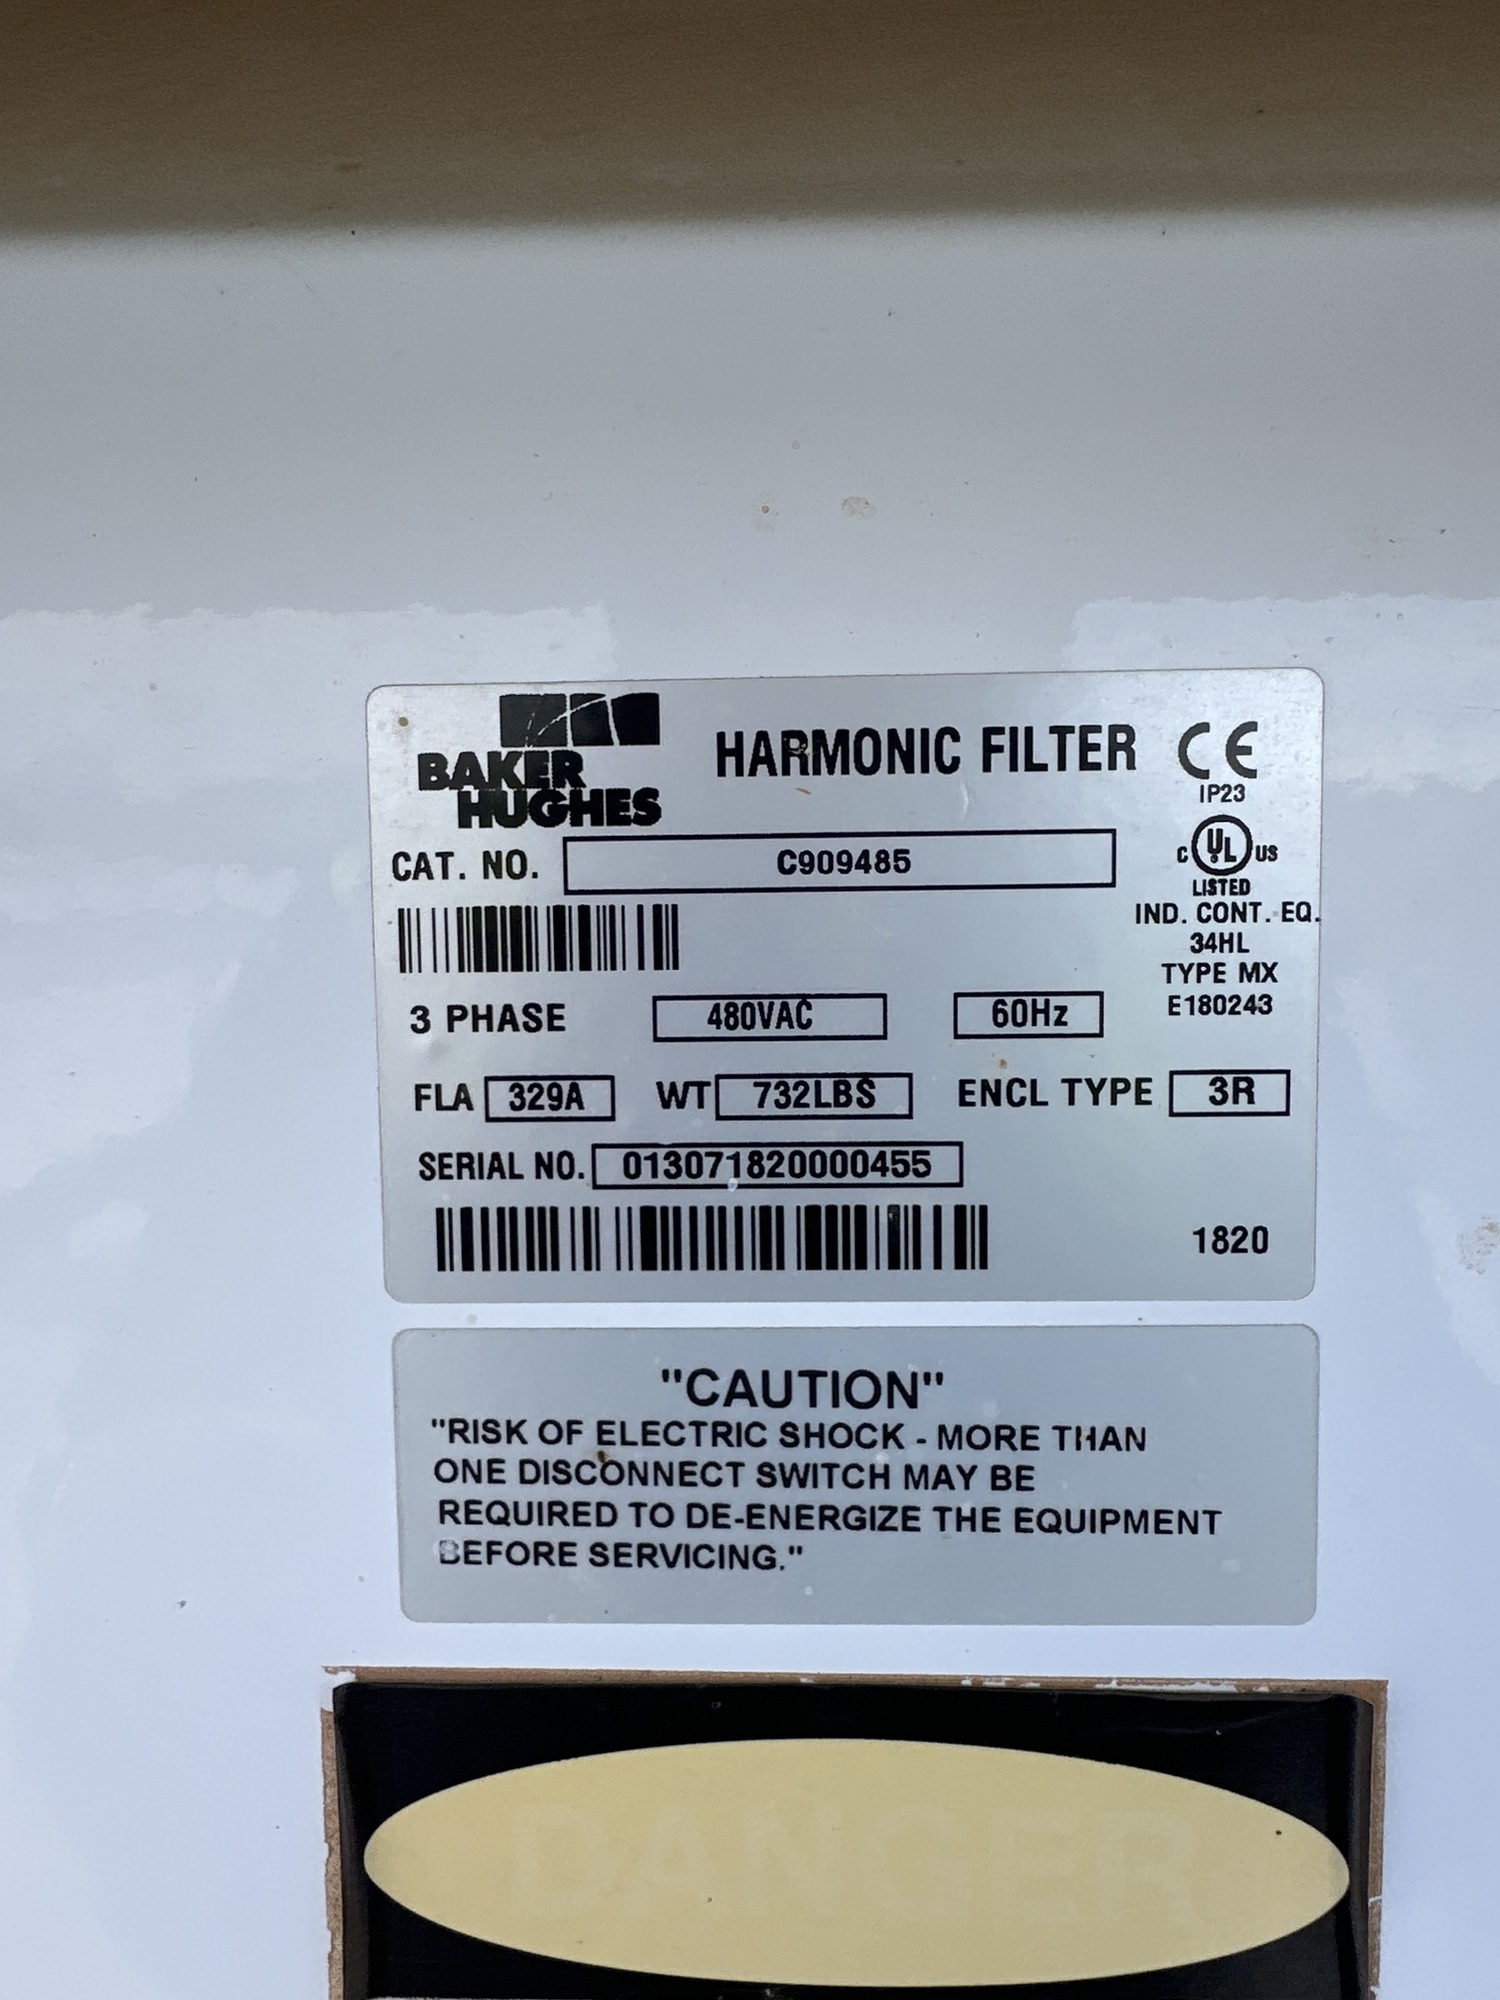 BAKER
HUGHES
HARMONIC FILTER
CE
IP23
CAT. NO. C909485
C UL US
LISTED
IND. CONT. EQ.
34HL
TYPE MX
E180243
3 PHASE 480VAC 60Hz
FLA 329A WT 732LBS ENCL TYPE 3R
SERIAL NO. 013071820000455
1820
"CAUTION"
"RISK OF ELECTRIC SHOCK - MORE THAN
ONE DISCONNECT SWITCH MAY BE
REQUIRED TO DE-ENERGIZE THE EQUIPMENT
BEFORE SERVICING."
DANGER